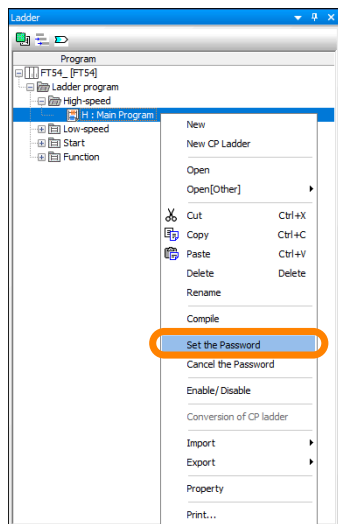 Ladder
Program
FT54_ [FT54]
Ladder program
High-speed
H : Main Program
Low-speed
Start
Function
New
New CP Ladder
Open
Open[Other]
Cut Ctrl+X
Copy Ctrl+C
Paste Ctrl+V
Delete Delete
Rename
Compile
Set the Password
Cancel the Password
Enable/Disable
Conversion of CP ladder
Import
Export
Property
Print...